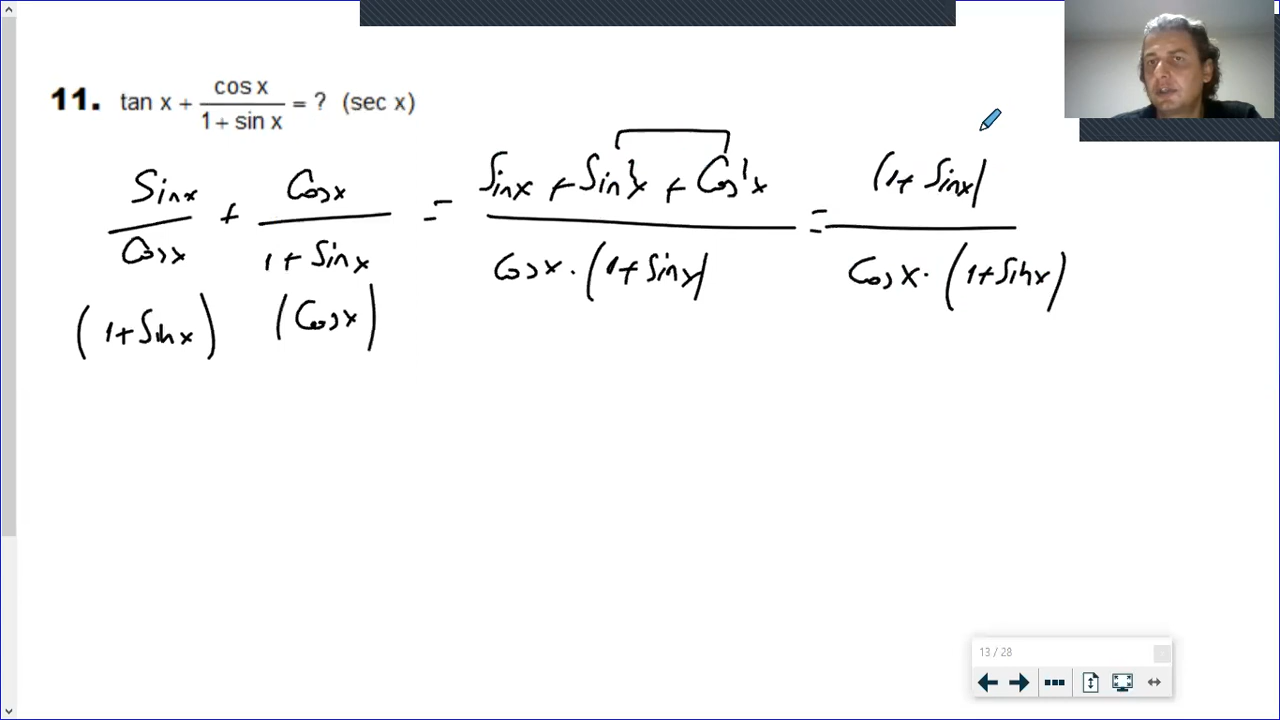 11. tan x + cos x / 1 + sin x = ? (sec x)
Sinx / Cosx + Cosx / 1 + Sinx = Sinx + Sin²x + Cos²x / Cosx · (1 + Sinx) = (1 + Sinx) / Cosx · (1 + Sinx)
(1 + Sinx) (Cosx)
13 / 28